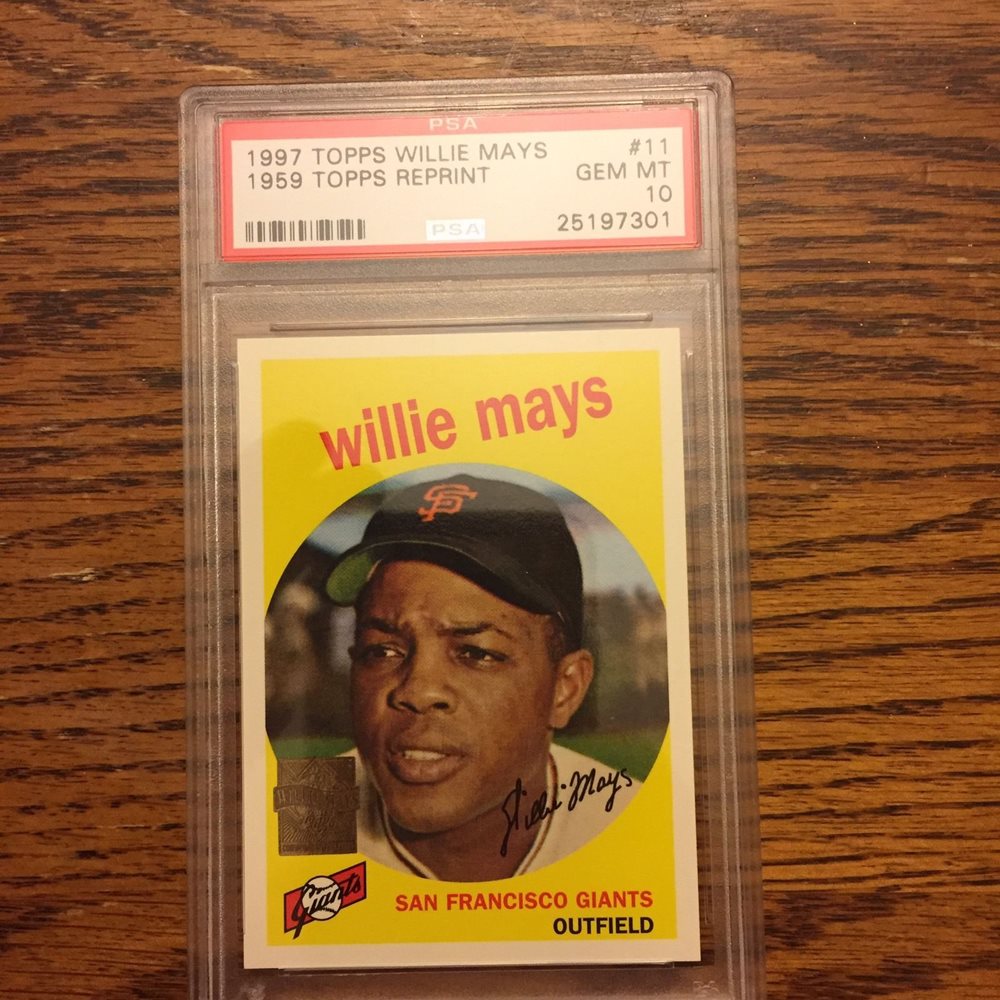 PSA
1997 TOPPS WILLIE MAYS #11
1959 TOPPS REPRINT GEM MT
10
PSA 25197301
willie mays
SF
Willie Mays
Giants
SAN FRANCISCO GIANTS
OUTFIELD